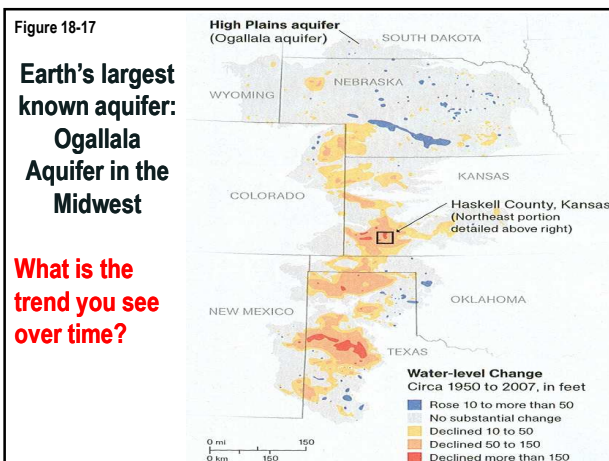 Figure 18-17
Earth's largest
known aquifer:
Ogallala
Aquifer in the
Midwest
What is the
trend you see
over time?
High Plains aquifer
(Ogallala aquifer)
SOUTH DAKOTA
NEBRASKA
WYOMING
COLORADO
KANSAS
Haskell County, Kansas
(Northeast portion
detailed above right)
NEW MEXICO
OKLAHOMA
TEXAS
Water-level Change
Circa 1950 to 2007, in feet
Rose 10 to more than 50
No substantial change
Declined 10 to 50
Declined 50 to 150
Declined more than 150
0 mi 150
0 km 150